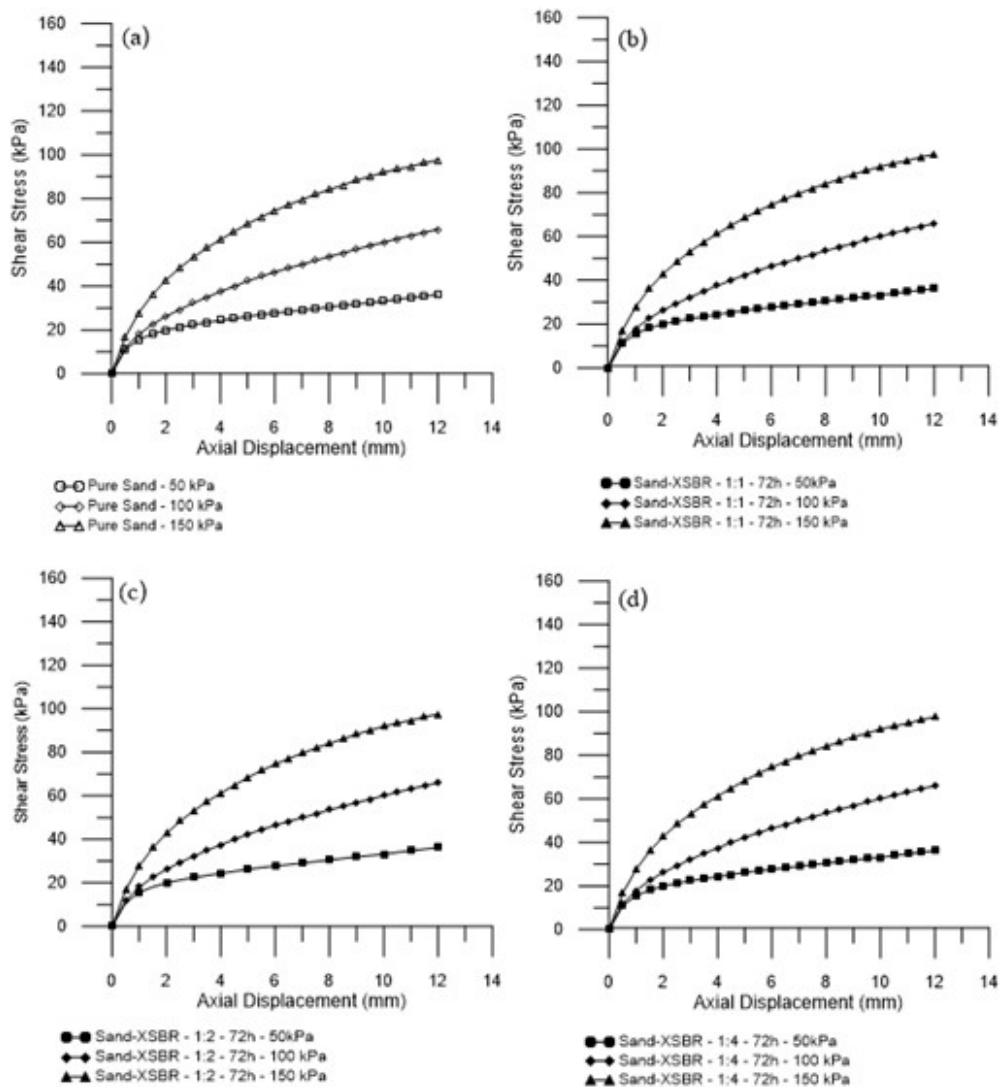 (a)
160
140
120
100
80
60
40
20
0
Shear Stress (kPa)
0 2 4 6 8 10 12 14
Axial Displacement (mm)
Pure Sand - 50 kPa
Pure Sand - 100 kPa
Pure Sand - 150 kPa
(b)
160
140
120
100
80
60
40
20
0
Shear Stress (kPa)
0 2 4 6 8 10 12 14
Axial Displacement (mm)
Sand-XSBR - 1:1 - 72h - 50kPa
Sand-XSBR - 1:1 - 72h - 100 kPa
Sand-XSBR - 1:1 - 72h - 150 kPa
(c)
160
140
120
100
80
60
40
20
0
Shear Stress (kPa)
0 2 4 6 8 10 12 14
Axial Displacement (mm)
Sand-XSBR - 1:2 - 72h - 50kPa
Sand-XSBR - 1:2 - 72h - 100 kPa
Sand-XSBR - 1:2 - 72h - 150 kPa
(d)
160
140
120
100
80
60
40
20
0
Shear Stress (kPa)
0 2 4 6 8 10 12 14
Axial Displacement (mm)
Sand-XSBR - 1:4 - 72h - 50kPa
Sand-XSBR - 1:4 - 72h - 100 kPa
Sand-XSBR - 1:4 - 72h - 150 kPa